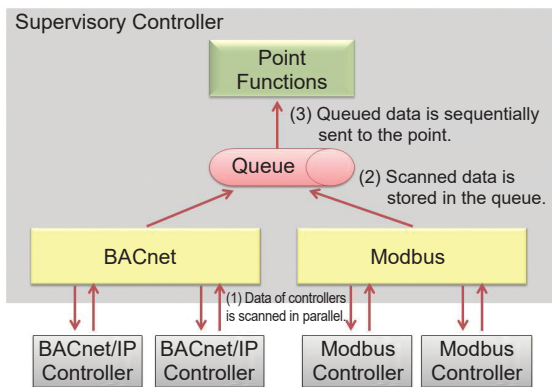 Supervisory Controller
Point
Functions
(3) Queued data is sequentially
sent to the point.
Queue
(2) Scanned data is
stored in the queue.
BACnet
Modbus
(1) Data of controllers
is scanned in parallel.
BACnet/IP
Controller
BACnet/IP
Controller
Modbus
Controller
Modbus
Controller